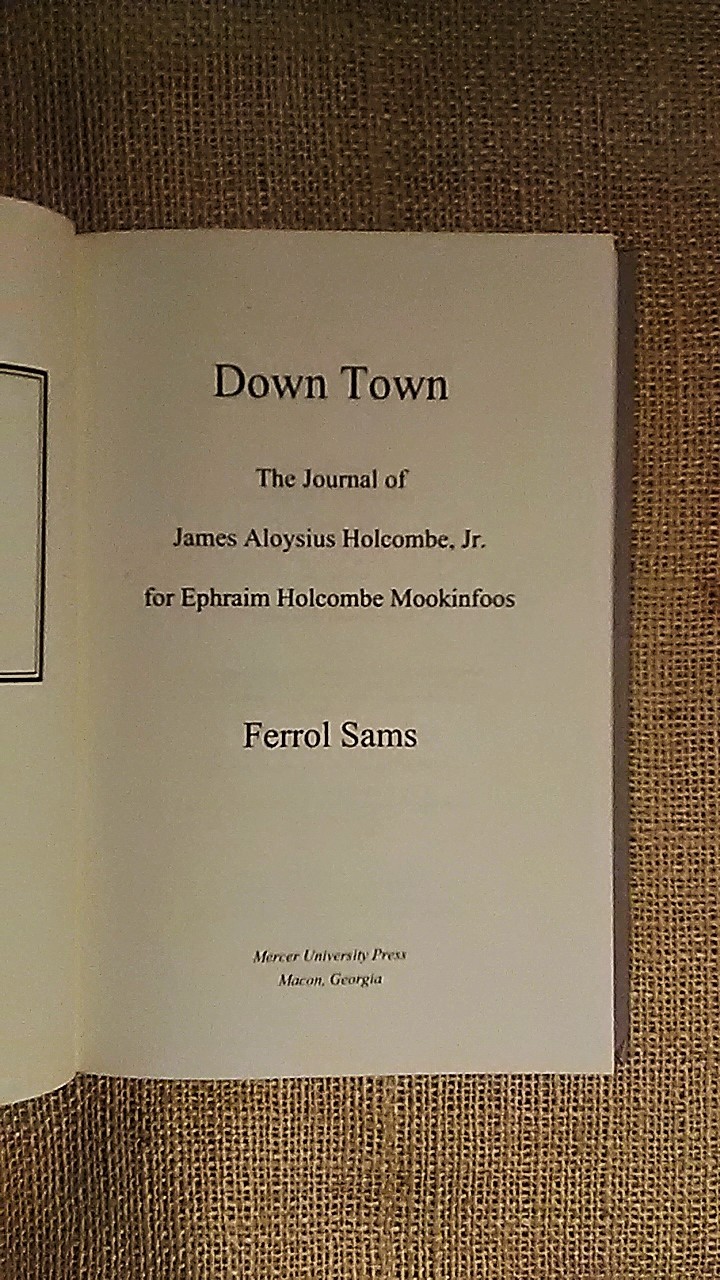 Down Town
The Journal of
James Aloysius Holcombe, Jr.
for Ephraim Holcombe Mookinfoos
Ferrol Sams
Mercer University Press
Macon, Georgia